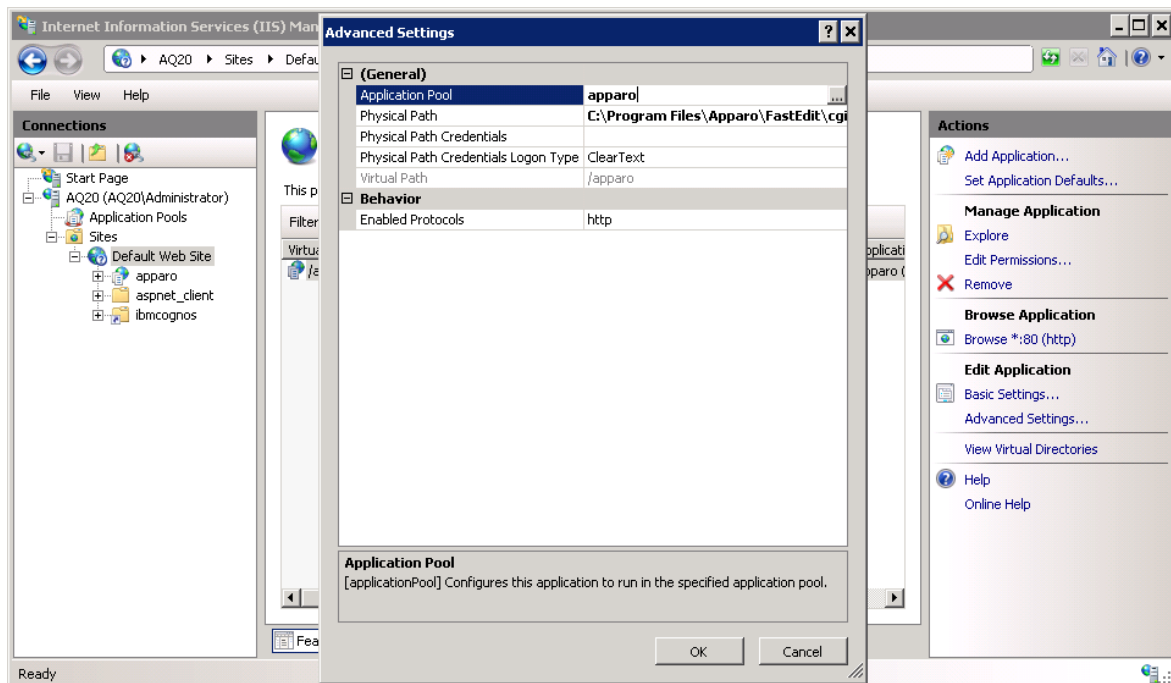 Internet Information Services (IIS) Man
AQ20 Sites Defau
File View Help
Connections
Start Page
AQ20 (AQ20\Administrator)
Application Pools
Sites
Default Web Site
apparo
aspnet_client
ibmcognos
This p
Filter
Virtua
/a
Fea
Advanced Settings
(General)
Application Pool apparo ...
Physical Path C:\Program Files\Apparo\FastEdit\cgi
Physical Path Credentials
Physical Path Credentials Logon Type ClearText
Virtual Path /apparo
Behavior
Enabled Protocols http
Application Pool
[applicationPool] Configures this application to run in the specified application pool.
OK Cancel
pplicati
pparo (
Actions
Add Application...
Set Application Defaults...
Manage Application
Explore
Edit Permissions...
Remove
Browse Application
Browse *:80 (http)
Edit Application
Basic Settings...
Advanced Settings...
View Virtual Directories
Help
Online Help
Ready